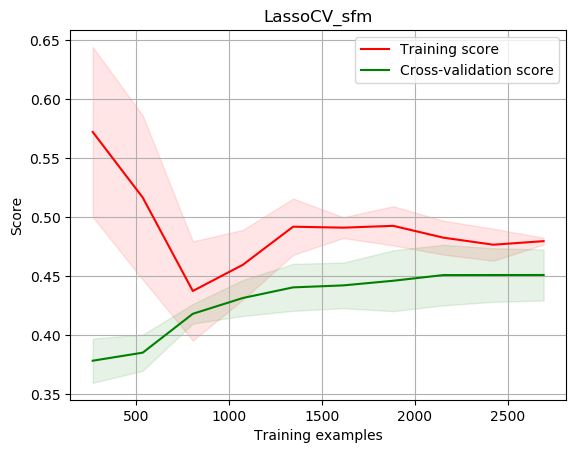 LassoCV_sfm
Training score
Cross-validation score
0.65
0.60
0.55
0.50
0.45
0.40
0.35
Score
500
1000
1500
2000
2500
Training examples